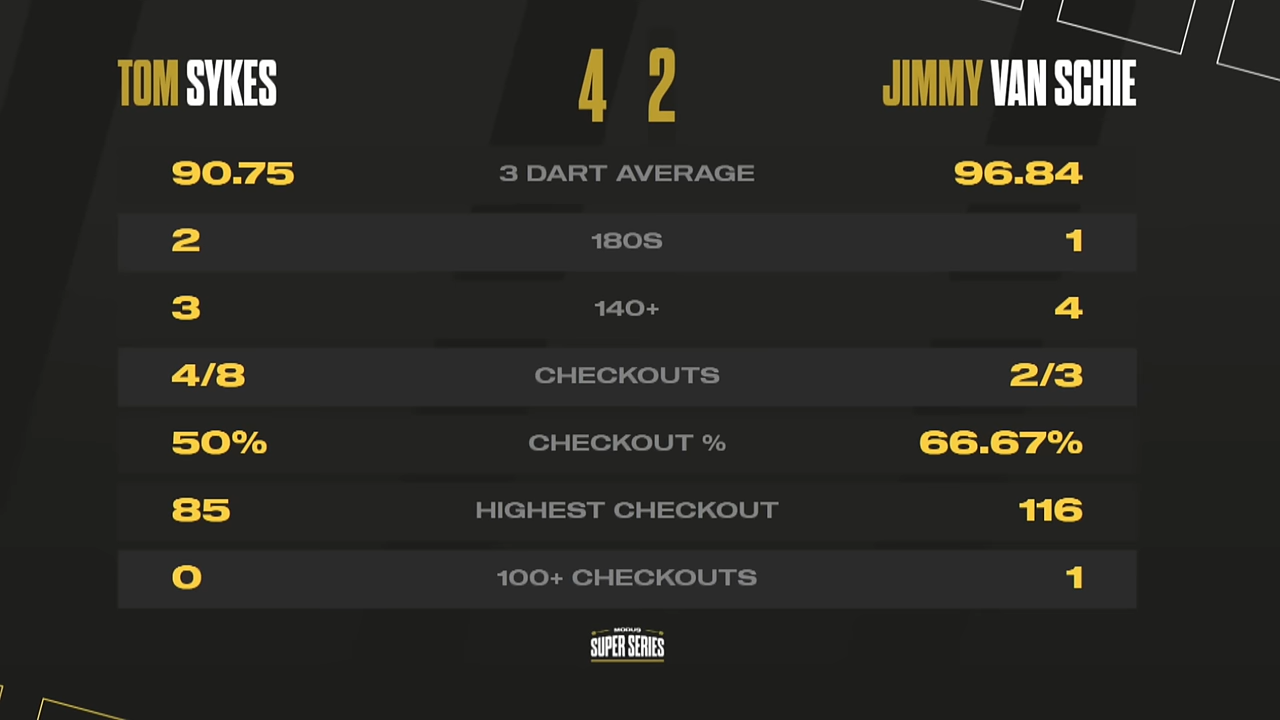 TOM SYKES 4 2 JIMMY VAN SCHIE
90.75 3 DART AVERAGE 96.84
2 180S 1
3 140+ 4
4/8 CHECKOUTS 2/3
50% CHECKOUT % 66.67%
85 HIGHEST CHECKOUT 116
0 100+ CHECKOUTS 1
MODUS
SUPER SERIES